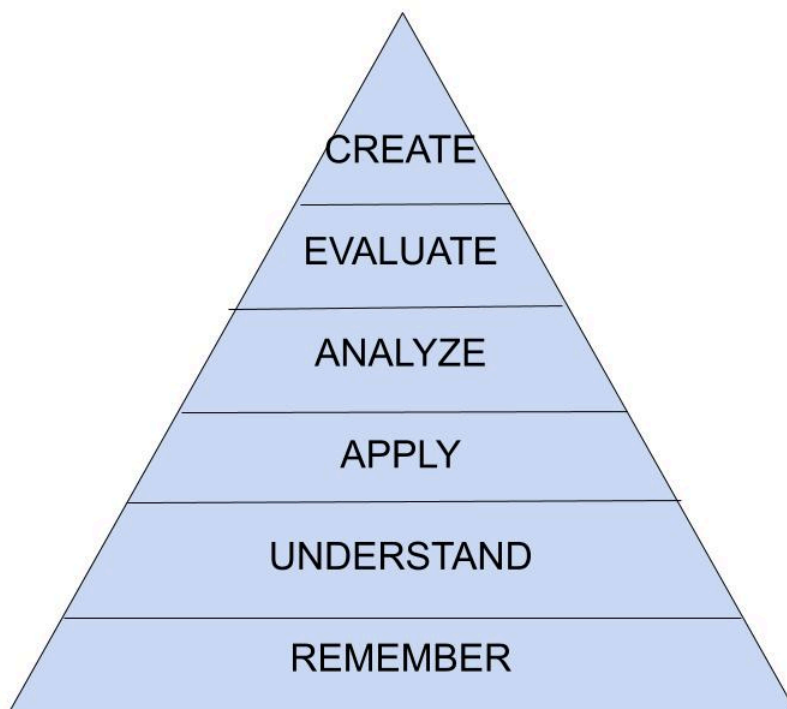 CREATE
EVALUATE
ANALYZE
APPLY
UNDERSTAND
REMEMBER